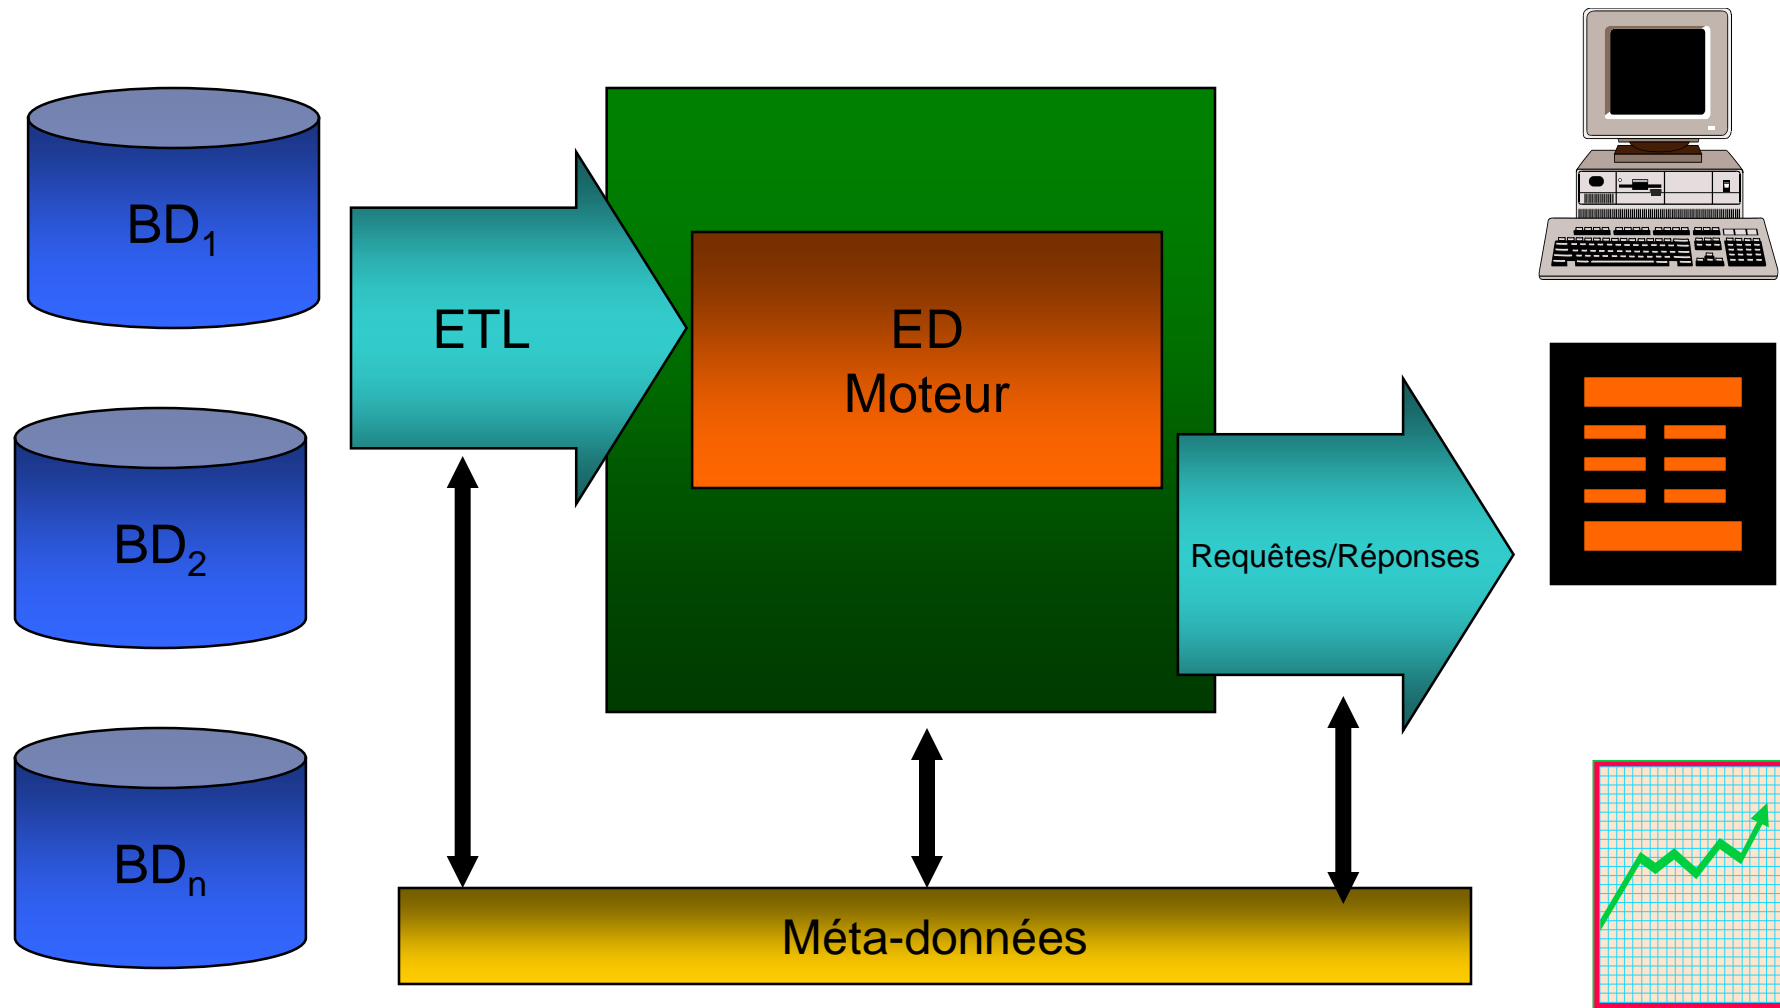 BD₁
ETL
ED
Moteur
BD₂
Requêtes/Réponses
BDₙ
Méta-données